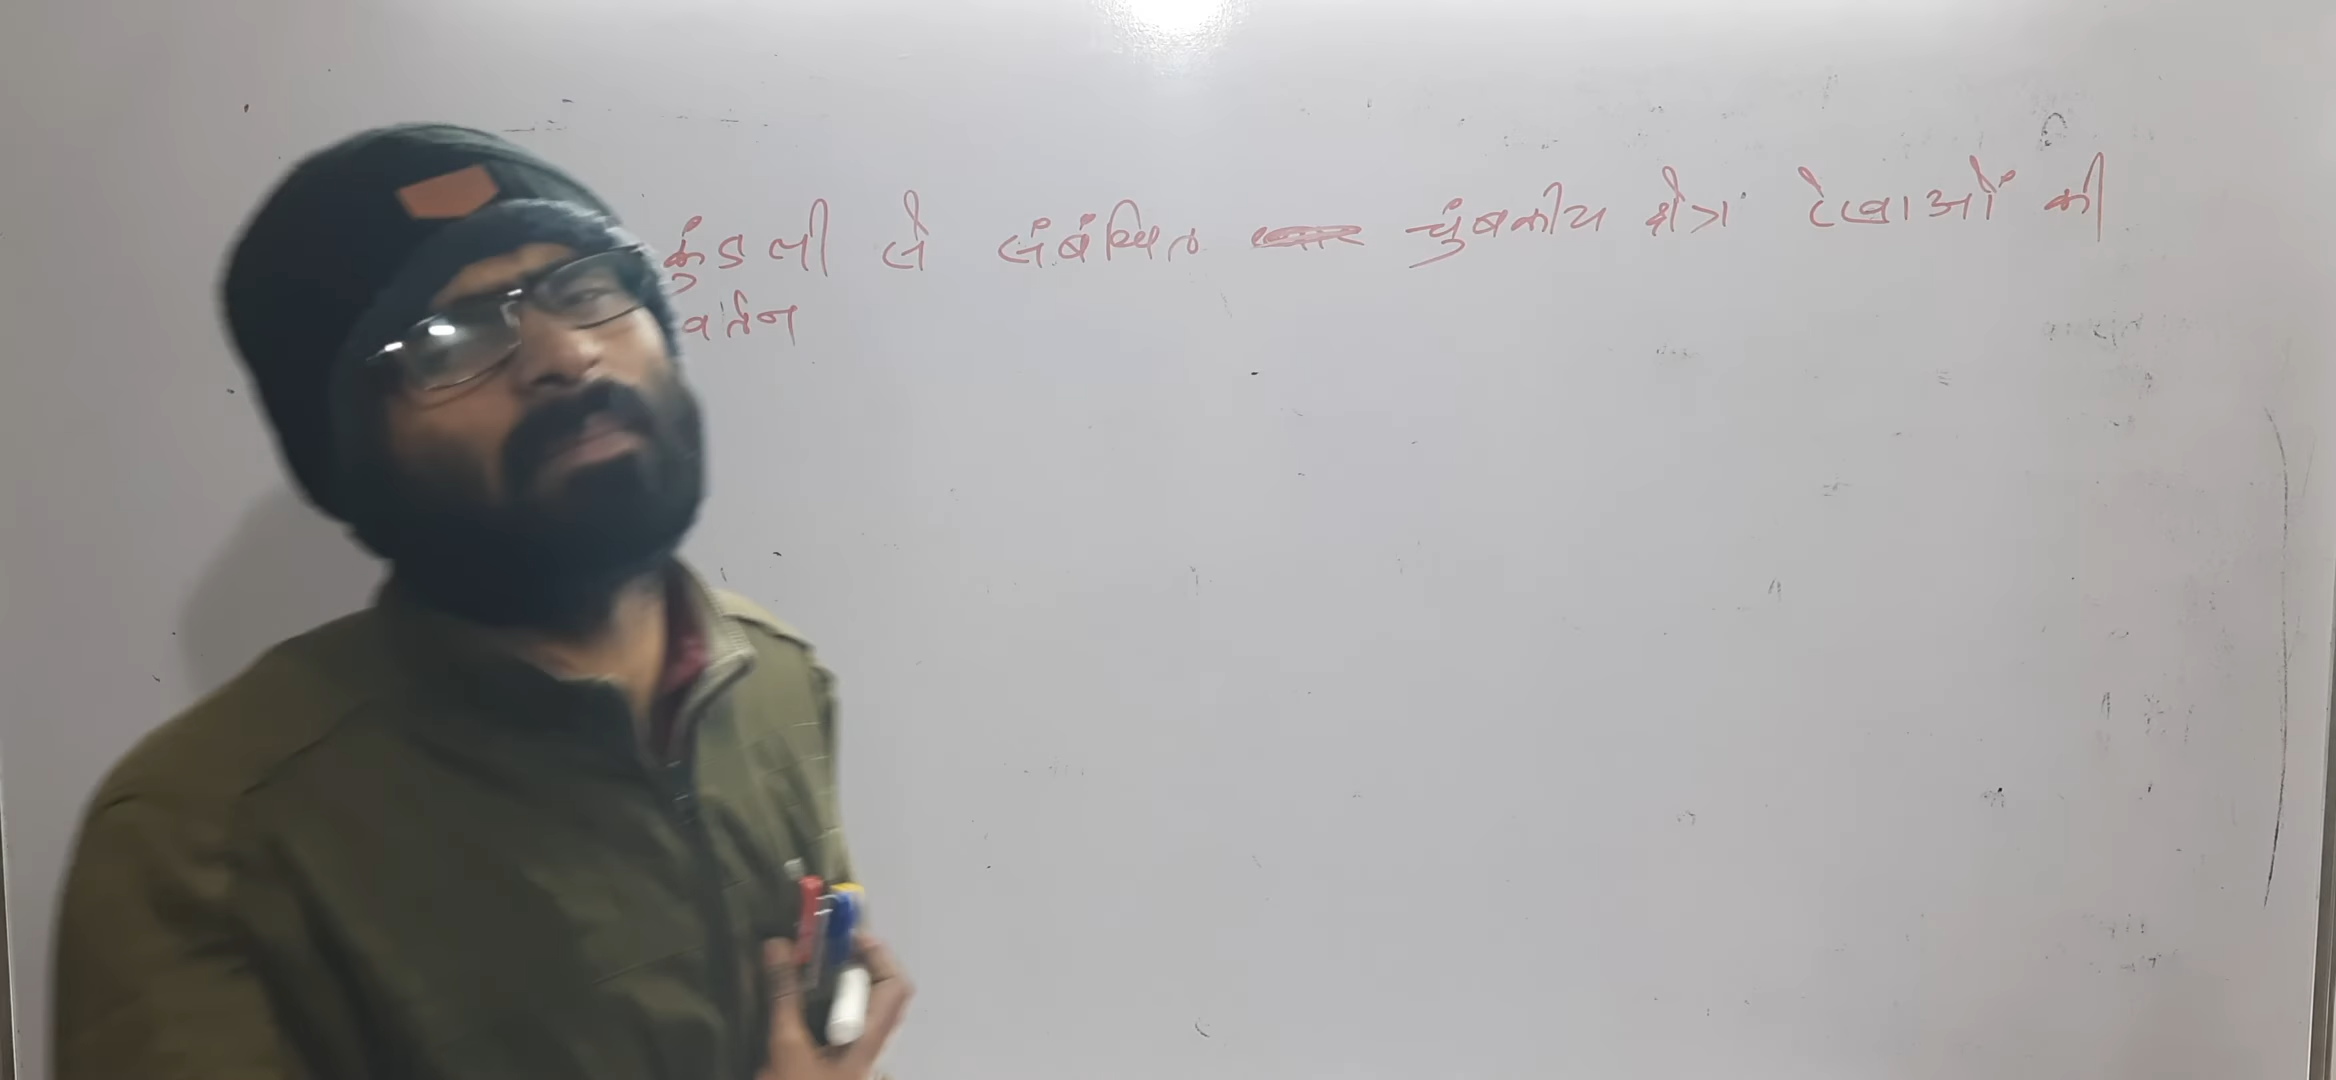 कुंडली से संबंधित चुंबकीय क्षेत्र रेखाओं की
वर्तन